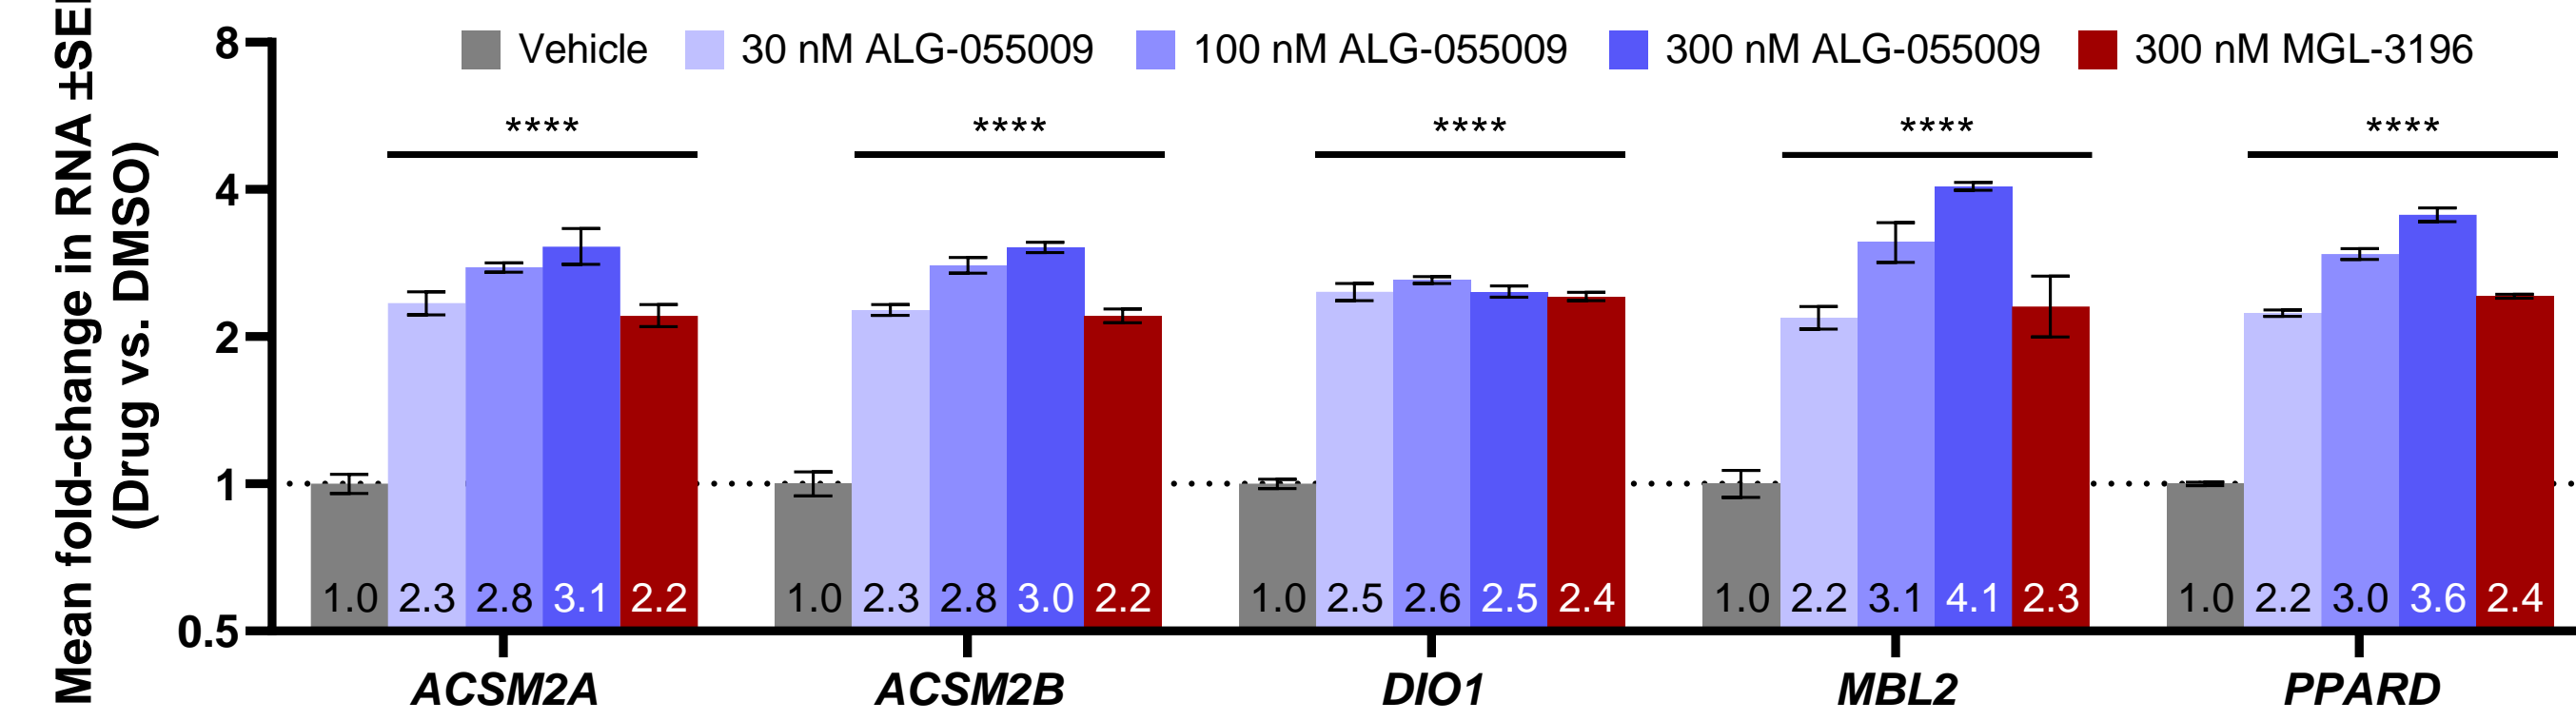 Mean fold-change in RNA ±SE
(Drug vs. DMSO)
Vehicle 30 nM ALG-055009 100 nM ALG-055009 300 nM ALG-055009 300 nM MGL-3196
8
4
2
1
0.5
**** **** **** **** ****
1.0 2.3 2.8 3.1 2.2 1.0 2.3 2.8 3.0 2.2 1.0 2.5 2.6 2.5 2.4 1.0 2.2 3.1 4.1 2.3 1.0 2.2 3.0 3.6 2.4
ACSM2A ACSM2B DIO1 MBL2 PPARD